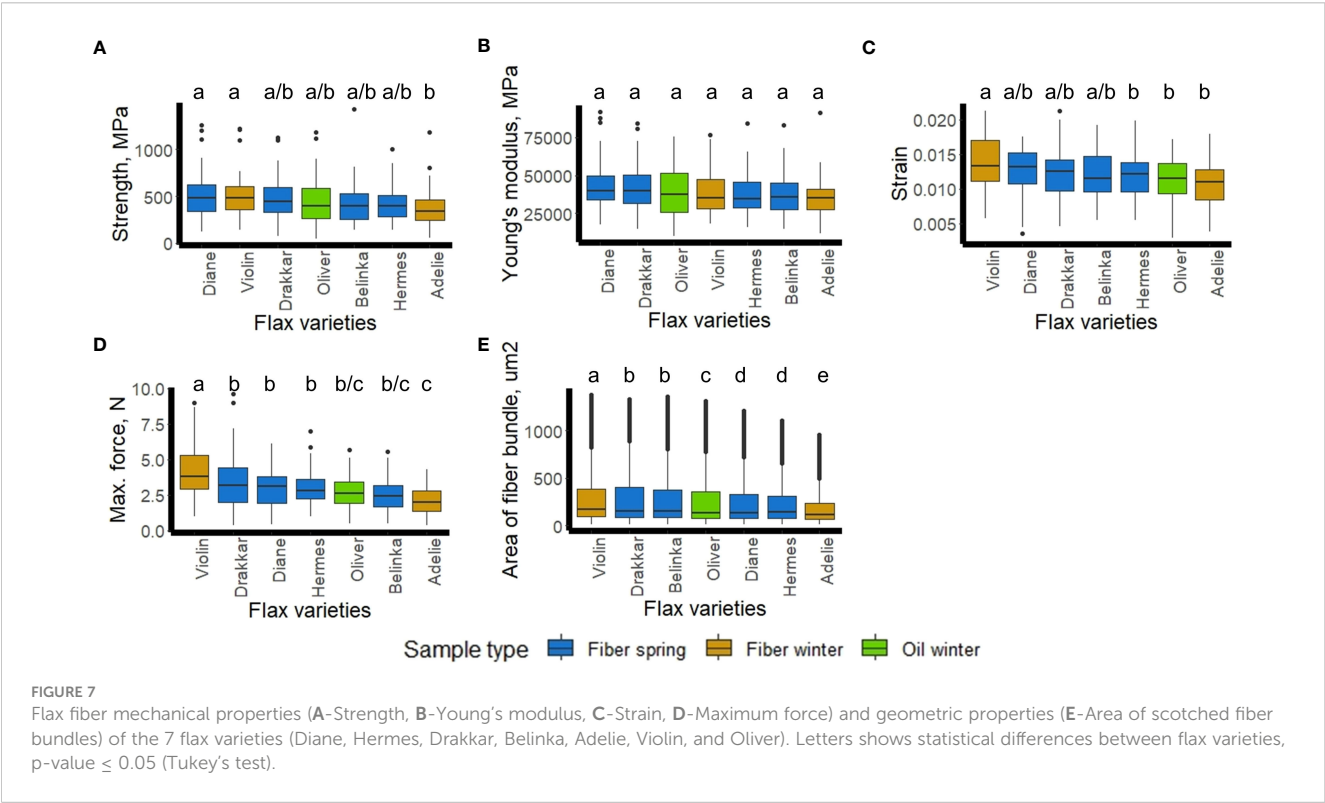 A
Strength, MPa
a a a/b a/b a/b a/b b
1000
500
0
Diane Violin Drakkar Oliver Belinka Hermes Adelie
Flax varieties
B
Young's modulus, MPa
a a a a a a a
75000
50000
25000
Diane Drakkar Oliver Violin Hermes Belinka Adelie
Flax varieties
C
Strain
a a/b a/b a/b b b b
0.020
0.015
0.010
0.005
Violin Diane Drakkar Belinka Hermes Oliver Adelie
Flax varieties
D
Max. force, N
a b b b b/c b/c c
10.0
7.5
5.0
2.5
0.0
Violin Drakkar Diane Hermes Oliver Belinka Adelie
Flax varieties
E
Area of fiber bundle, um2
a b b c d d e
1000
500
0
Violin Drakkar Belinka Oliver Diane Hermes Adelie
Flax varieties
Sample type Fiber spring Fiber winter Oil winter
FIGURE 7
Flax fiber mechanical properties (A-Strength, B-Young's modulus, C-Strain, D-Maximum force) and geometric properties (E-Area of scotched fiber
bundles) of the 7 flax varieties (Diane, Hermes, Drakkar, Belinka, Adelie, Violin, and Oliver). Letters shows statistical differences between flax varieties,
p-value ≤ 0.05 (Tukey's test).